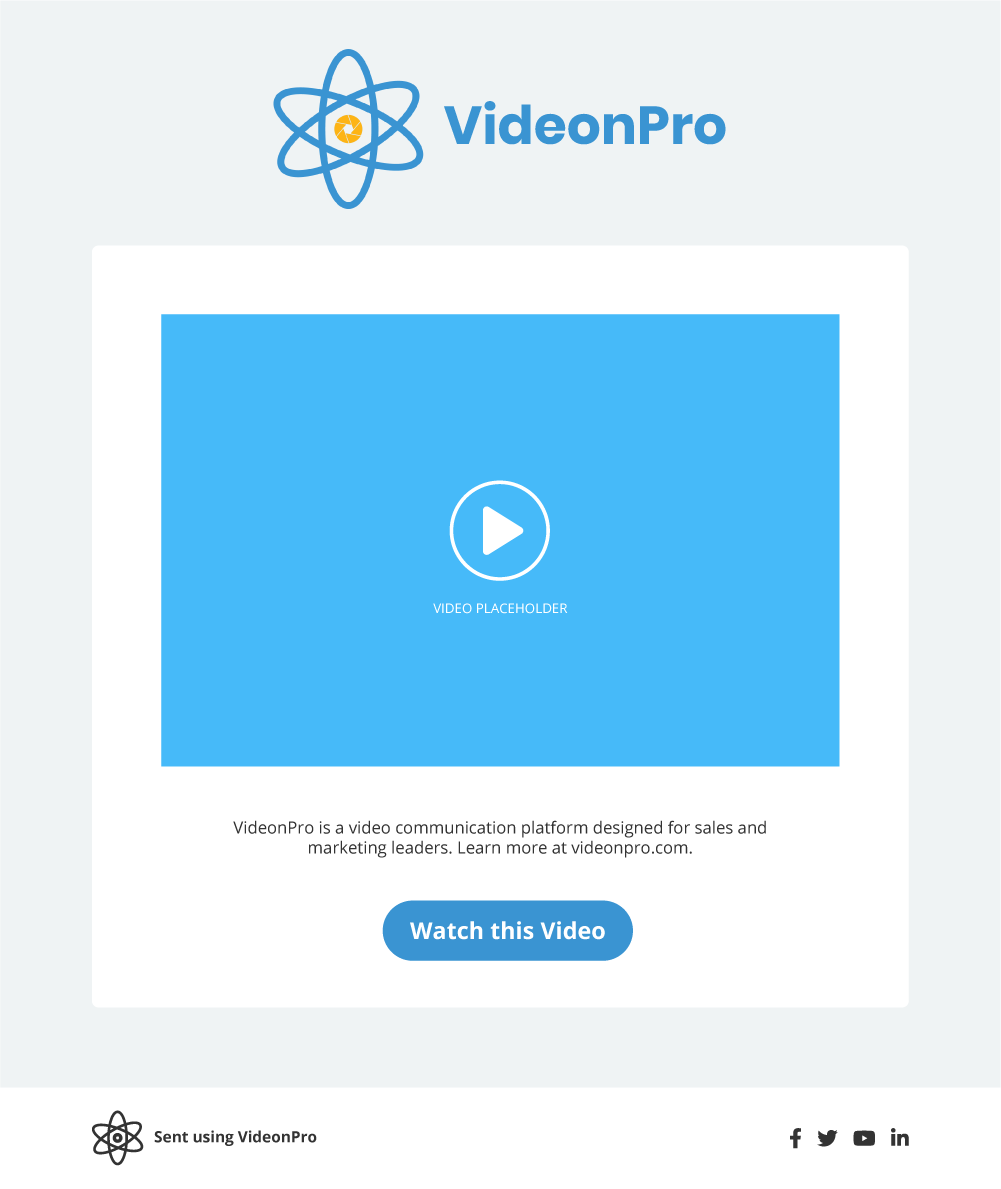 VideonPro
VIDEO PLACEHOLDER
VideonPro is a video communication platform designed for sales and
marketing leaders. Learn more at videonpro.com.
Watch this Video
Sent using VideonPro